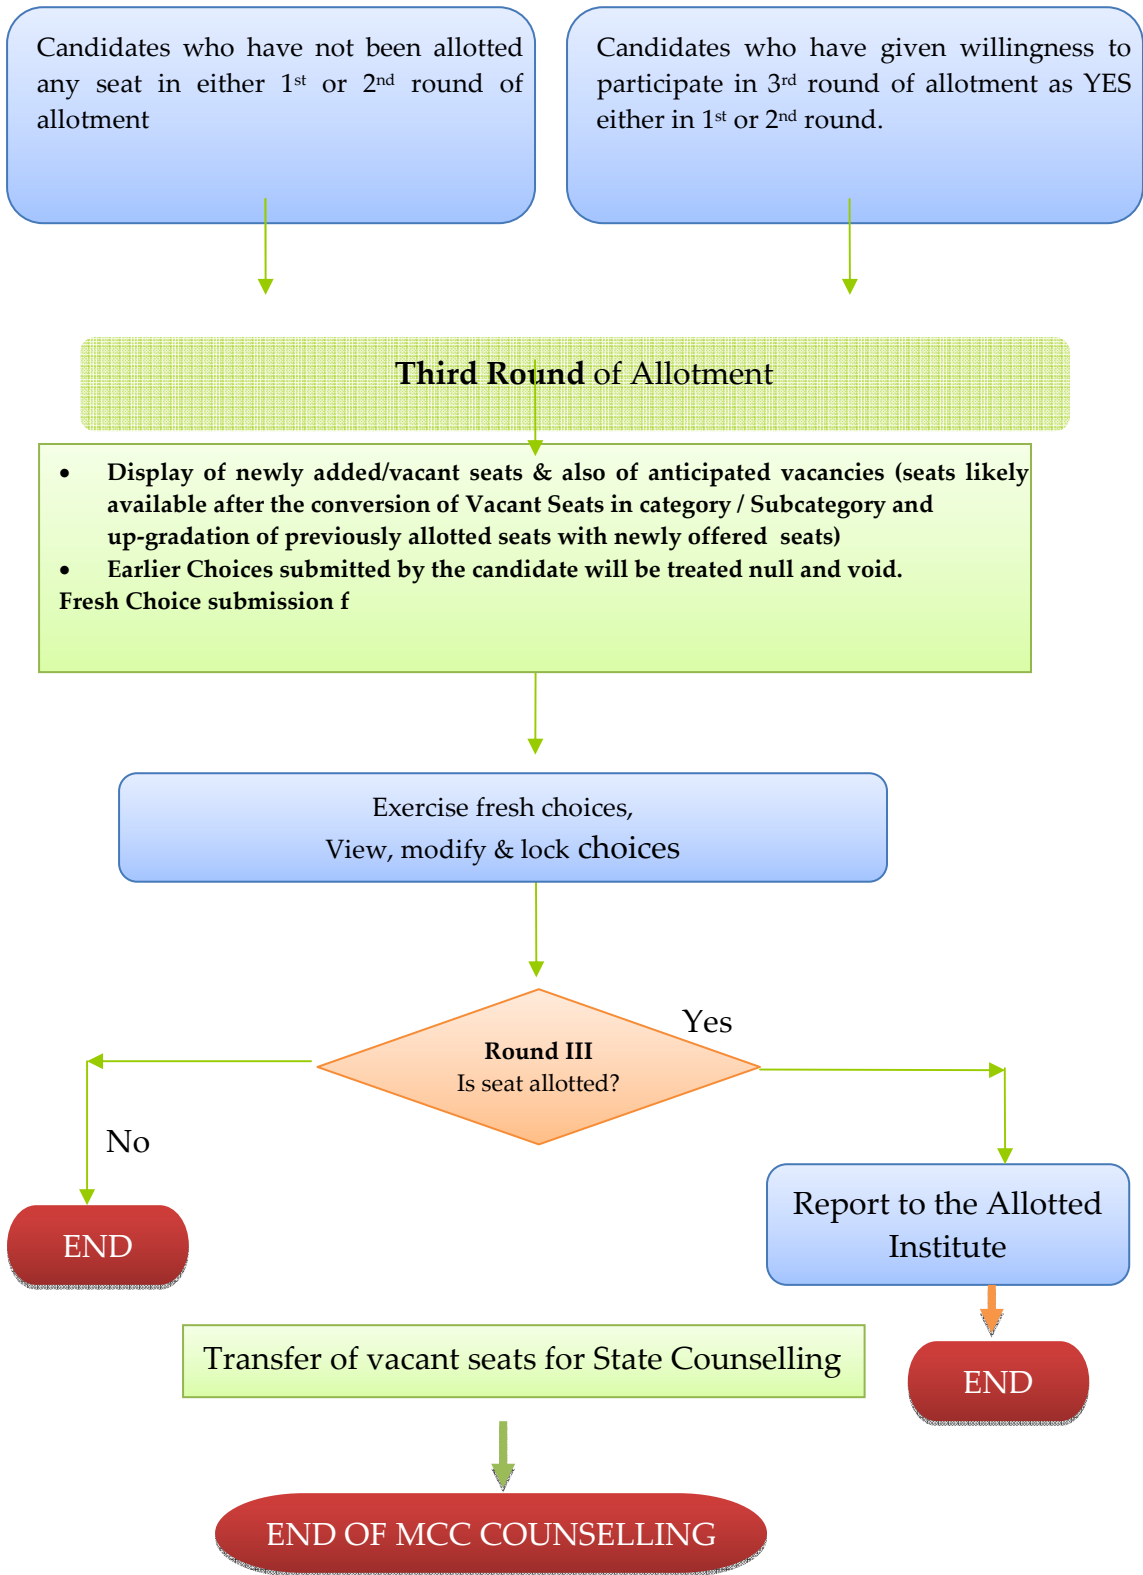 Candidates who have not been allotted
any seat in either 1st or 2nd round of
allotment
Candidates who have given willingness to
participate in 3rd round of allotment as YES
either in 1st or 2nd round.
Third Round of Allotment
• Display of newly added/vacant seats & also of anticipated vacancies (seats likely
available after the conversion of Vacant Seats in category / Subcategory and
up-gradation of previously allotted seats with newly offered seats)
• Earlier Choices submitted by the candidate will be treated null and void.
Fresh Choice submission f
Exercise fresh choices,
View, modify & lock choices
Yes
Round III
Is seat allotted?
No
Report to the Allotted
Institute
END
Transfer of vacant seats for State Counselling
END
END OF MCC COUNSELLING